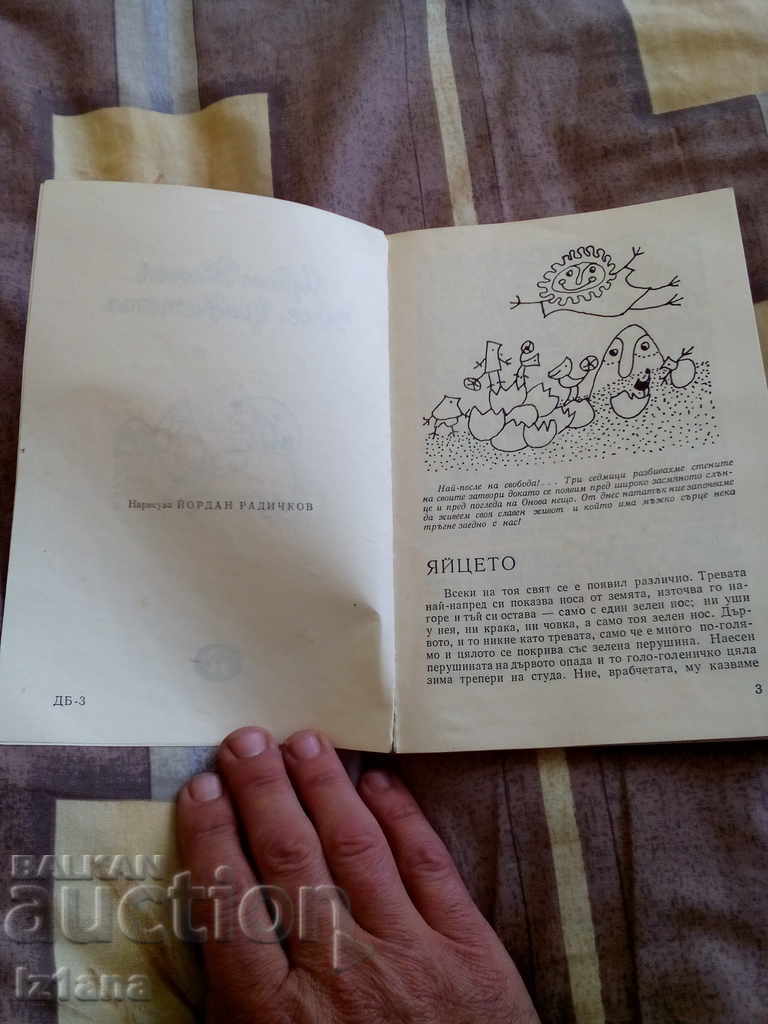 Нарисува ЙОРДАН РАДИЧКОВ
ДБ-3
Най-после на свобода!... Три седмици разбивахме стените
на своите затвори докато се появим пред широко засмяното слън-
це и пред погледа на Онова нещо. От днес нататък ние започваме
да живеем своя славен живот и който има мъжко сърце нека
тръгне заедно с нас!
ЯЙЦЕТО
Всеки на тоя свят се е появил различно. Тревата
най-напред си показва носа от земята, източва го на-
горе и тъй си остава — само с един зелен нос; ни уши
у нея, ни крака, ни човка, а само тоя зелен нос. Дър-
вото, и то никне като тревата, само че е много по-голя-
мо и цялото се покрива със зелена перушина. Наесен
перушината на дървото опада и то голо-голеничко цяла
зима трепери на студа. Ние, врабчетата, му казваме
3
BALKAN
auction
Iz1ana